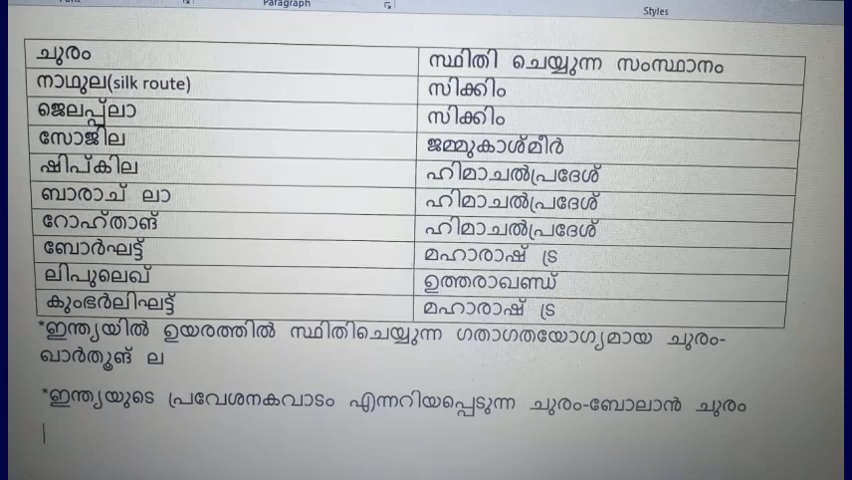 Paragraph
Styles
ചുരം സ്ഥിതി ചെയ്യുന്ന സംസ്ഥാനം
നാഥുല(silk route) സിക്കിം
ജെലപ്പ്ലാ സിക്കിം
സോജില ജമ്മുകാശ്മീർ
ഷിപ്കില ഹിമാചൽപ്രദേശ്
ബാരാച് ലാ ഹിമാചൽപ്രദേശ്
റോഹ്താങ് ഹിമാചൽപ്രദേശ്
ബോർഘട്ട് മഹാരാഷ് ട്ര
ലിപുലെഖ് ഉത്തരാഖണ്ഡ്
കുംഭർലിഘട്ട് മഹാരാഷ് ട്ര
*ഇന്ത്യയിൽ ഉയരത്തിൽ സ്ഥിതിചെയ്യുന്ന ഗതാഗതയോഗ്യമായ ചുരം-
ഖാർതൂങ് ല
*ഇന്ത്യയുടെ പ്രവേശനകവാടം എന്നറിയപ്പെടുന്ന ചുരം-ബോലാൻ ചുരം